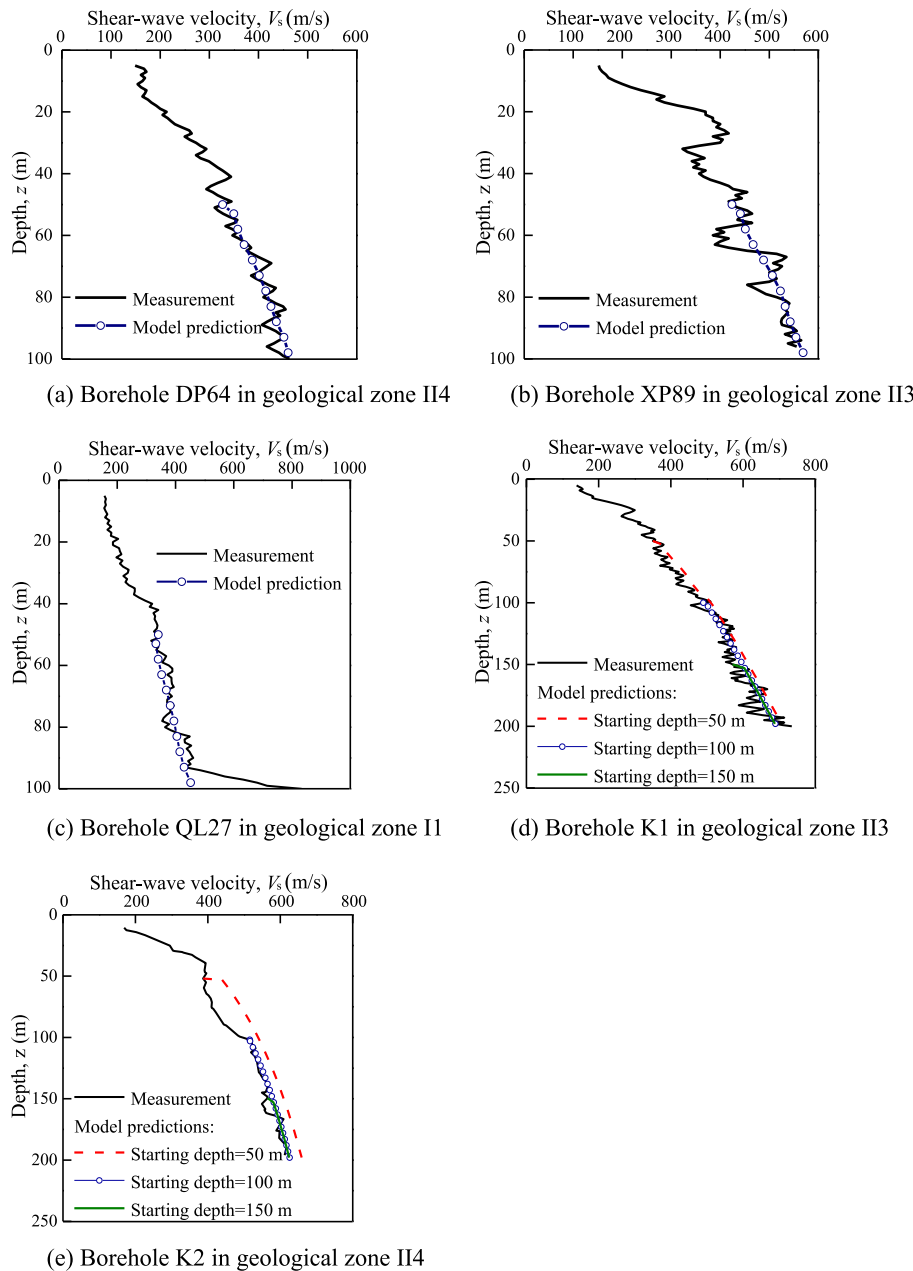 Shear-wave velocity, Vs (m/s)
0 100 200 300 400 500 600
0
20
40
60
80
100
Depth, z (m)
Measurement
Model prediction
(a) Borehole DP64 in geological zone II4
Shear-wave velocity, Vs (m/s)
0 100 200 300 400 500 600
0
20
40
60
80
100
Depth, z (m)
Measurement
Model prediction
(b) Borehole XP89 in geological zone II3
Shear-wave velocity, Vs (m/s)
0 200 400 600 800 1000
0
20
40
60
80
100
Depth, z (m)
Measurement
Model prediction
(c) Borehole QL27 in geological zone I1
Shear-wave velocity, Vs (m/s)
0 200 400 600 800
0
50
100
150
200
250
Depth, z (m)
Measurement
Model predictions:
Starting depth=50 m
Starting depth=100 m
Starting depth=150 m
(d) Borehole K1 in geological zone II3
Shear-wave velocity, Vs (m/s)
0 200 400 600 800
0
50
100
150
200
250
Depth, z (m)
Measurement
Model predictions:
Starting depth=50 m
Starting depth=100 m
Starting depth=150 m
(e) Borehole K2 in geological zone II4